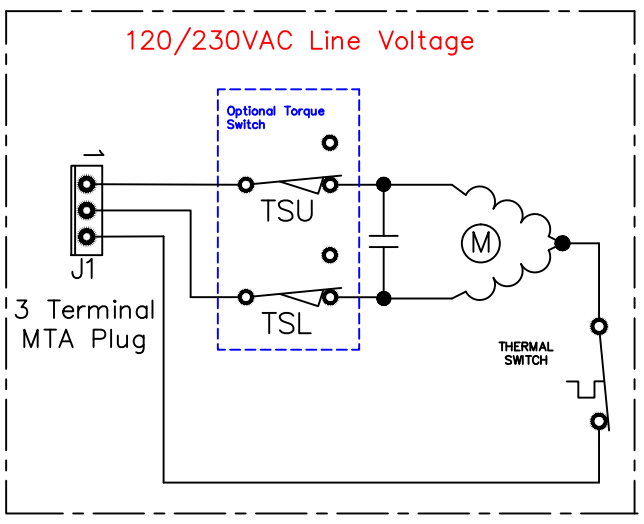 120/230VAC Line Voltage
Optional Torque
Switch
1
TSU
M
J1
TSL
3 Terminal
MTA Plug
THERMAL
SWITCH